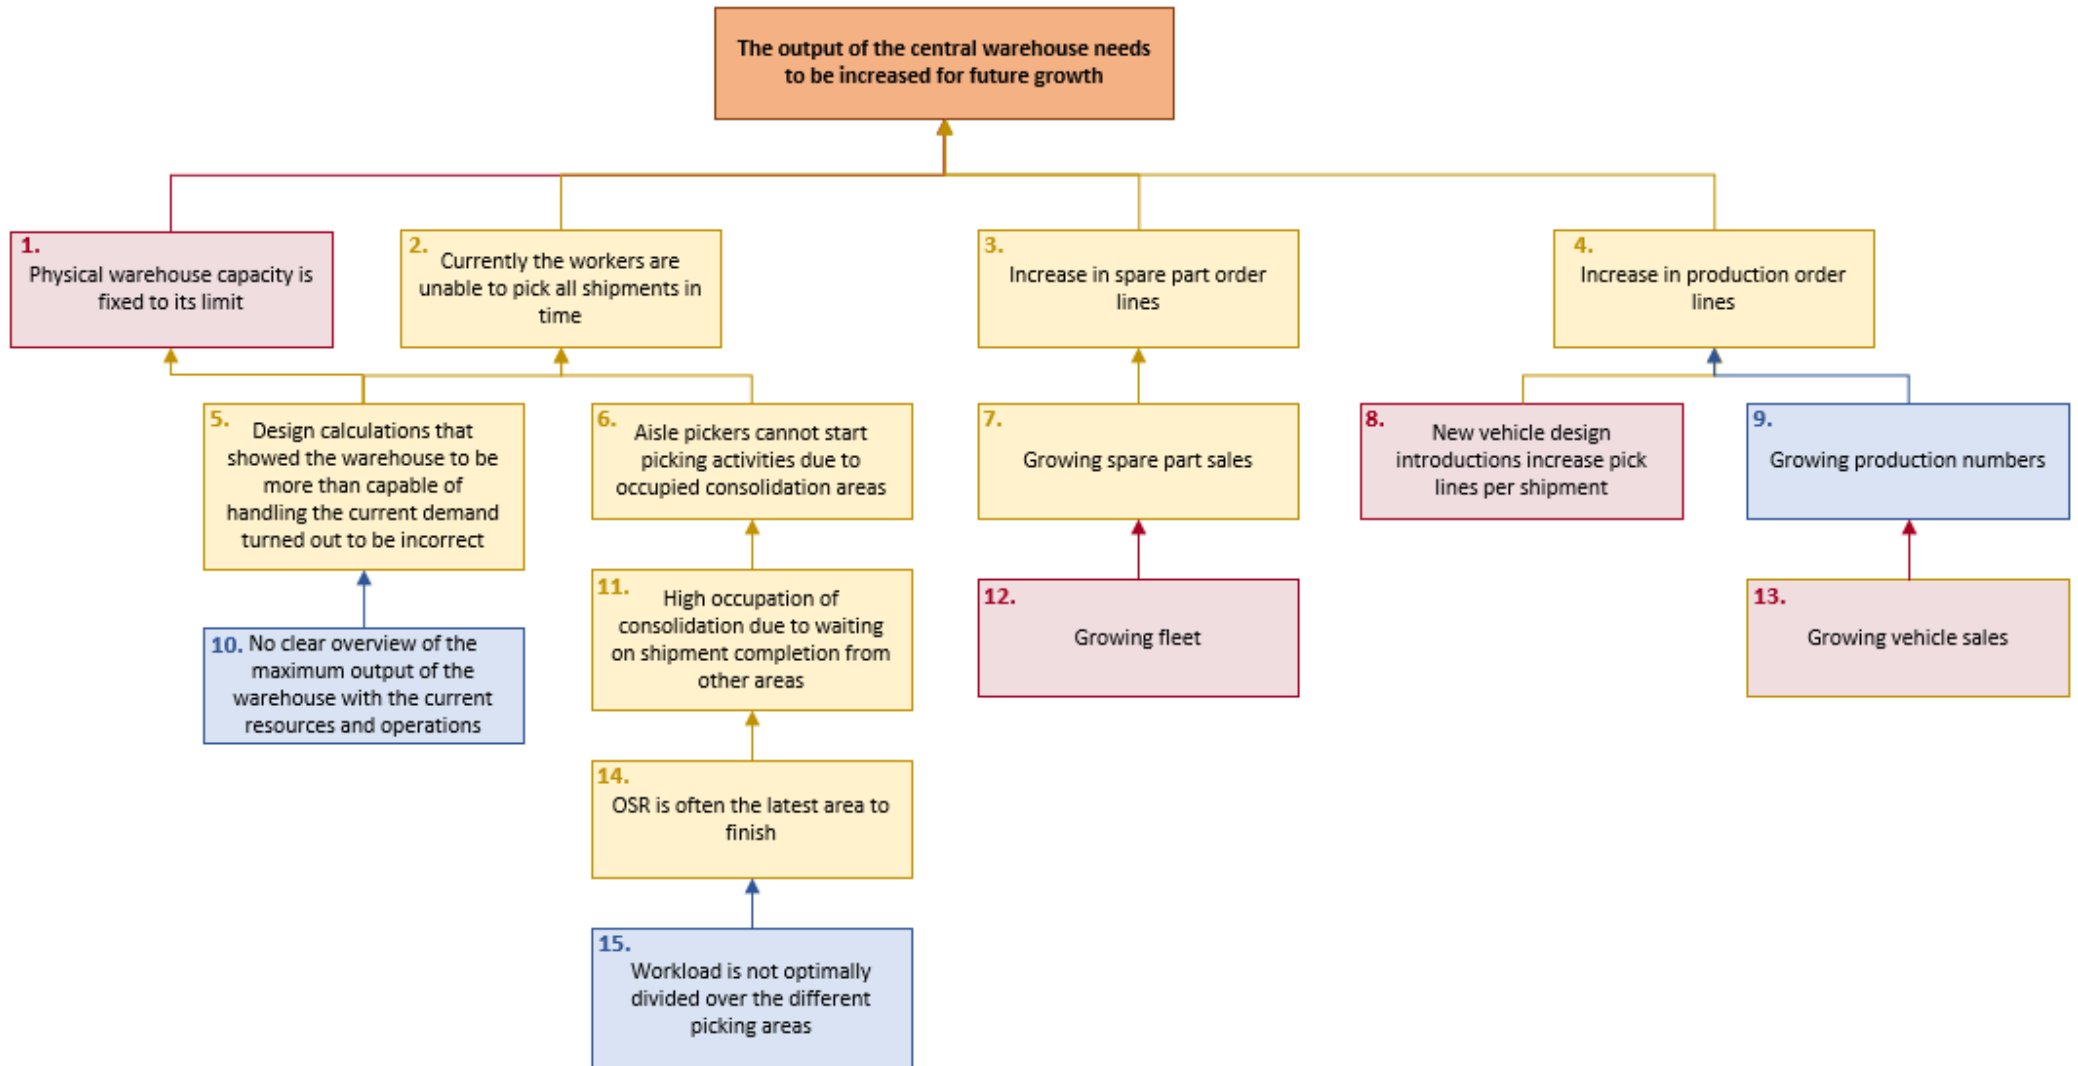 The output of the central warehouse needs
to be increased for future growth
1.
Physical warehouse capacity is
fixed to its limit
2.
Currently the workers are
unable to pick all shipments in
time
3.
Increase in spare part order
lines
4.
Increase in production order
lines
5.
Design calculations that
showed the warehouse to be
more than capable of
handling the current demand
turned out to be incorrect
6.
Aisle pickers cannot start
picking activities due to
occupied consolidation areas
7.
Growing spare part sales
8.
New vehicle design
introductions increase pick
lines per shipment
9.
Growing production numbers
10. No clear overview of the
maximum output of the
warehouse with the current
resources and operations
11.
High occupation of
consolidation due to waiting
on shipment completion from
other areas
12.
Growing fleet
13.
Growing vehicle sales
14.
OSR is often the latest area to
finish
15.
Workload is not optimally
divided over the different
picking areas